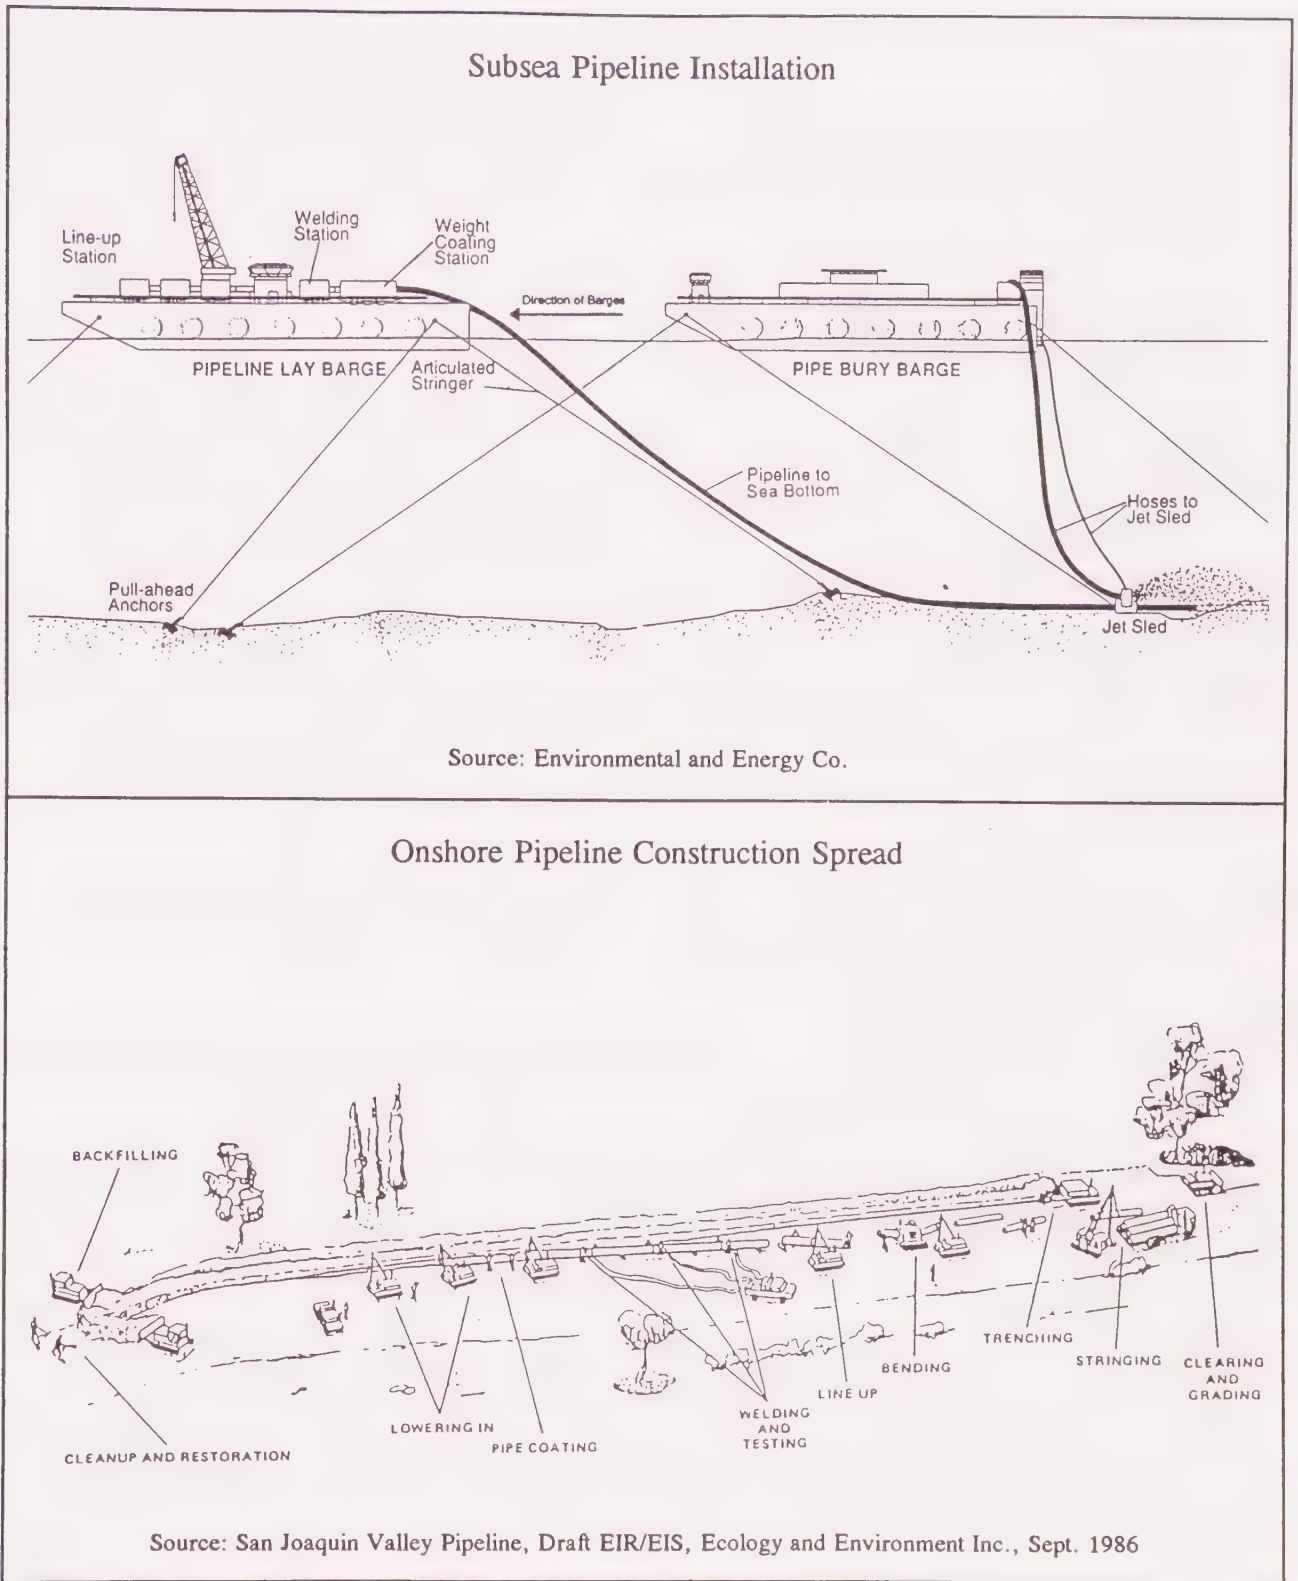 Subsea Pipeline Installation
Line-up
Station
Welding
Station
Weight
Coating
Station
Direction of Barges
PIPELINE LAY BARGE
Articulated
Stringer
PIPE BURY BARGE
Pipeline to
Sea Bottom
Hoses to
Jet Sled
Pull-ahead
Anchors
Jet Sled
Source: Environmental and Energy Co.
Onshore Pipeline Construction Spread
BACKFILLING
TRENCHING
STRINGING
CLEARING
AND
GRADING
BENDING
LINE UP
WELDING
AND
TESTING
LOWERING IN
PIPE COATING
CLEANUP AND RESTORATION
Source: San Joaquin Valley Pipeline, Draft EIR/EIS, Ecology and Environment Inc., Sept. 1986